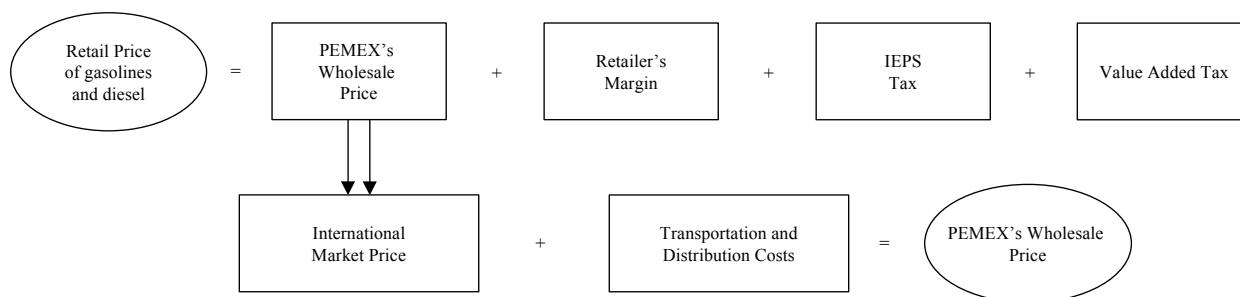 Retail Price
of gasolines
and diesel
=
PEMEX’s
Wholesale
Price
+
Retailer’s
Margin
+
IEPS
Tax
+
Value Added Tax
International
Market Price
+
Transportation and
Distribution Costs
=
PEMEX’s Wholesale
Price